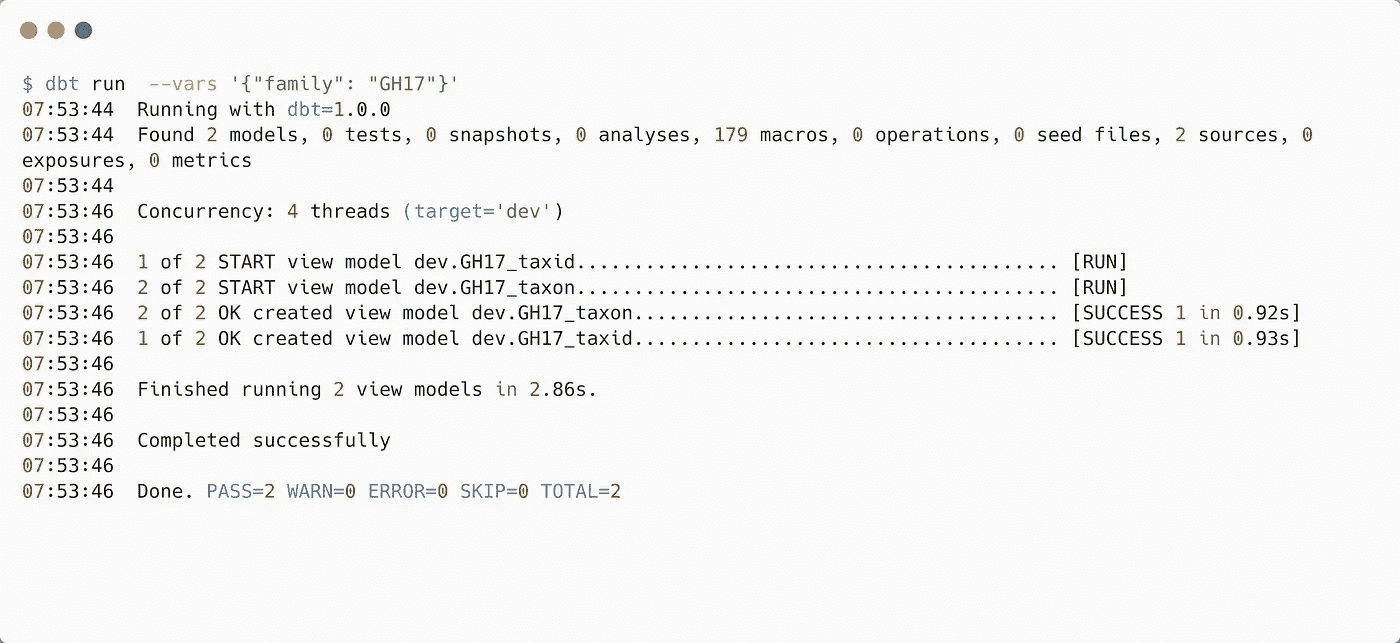 $ dbt run  --vars '{"family": "GH17"}'
07:53:44  Running with dbt=1.0.0
07:53:44  Found 2 models, 0 tests, 0 snapshots, 0 analyses, 179 macros, 0 operations, 0 seed files, 2 sources, 0
exposures, 0 metrics
07:53:44
07:53:46  Concurrency: 4 threads (target='dev')
07:53:46
07:53:46  1 of 2 START view model dev.GH17_taxid.......................................... [RUN]
07:53:46  2 of 2 START view model dev.GH17_taxon.......................................... [RUN]
07:53:46  2 of 2 OK created view model dev.GH17_taxon..................................... [SUCCESS 1 in 0.92s]
07:53:46  1 of 2 OK created view model dev.GH17_taxid..................................... [SUCCESS 1 in 0.93s]
07:53:46
07:53:46  Finished running 2 view models in 2.86s.
07:53:46
07:53:46  Completed successfully
07:53:46
07:53:46  Done. PASS=2 WARN=0 ERROR=0 SKIP=0 TOTAL=2